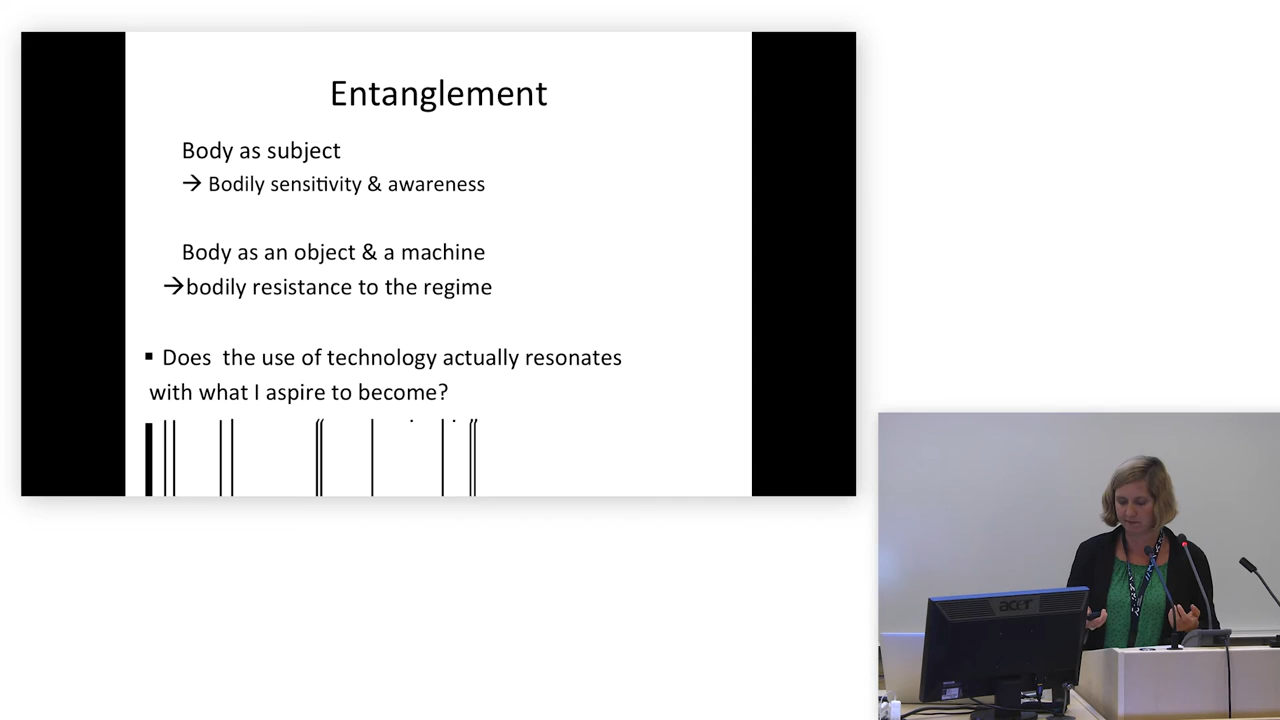 Entanglement
Body as subject
→ Bodily sensitivity & awareness
Body as an object & a machine
→bodily resistance to the regime
▪ Does  the use of technology actually resonates
with what I aspire to become?
acer